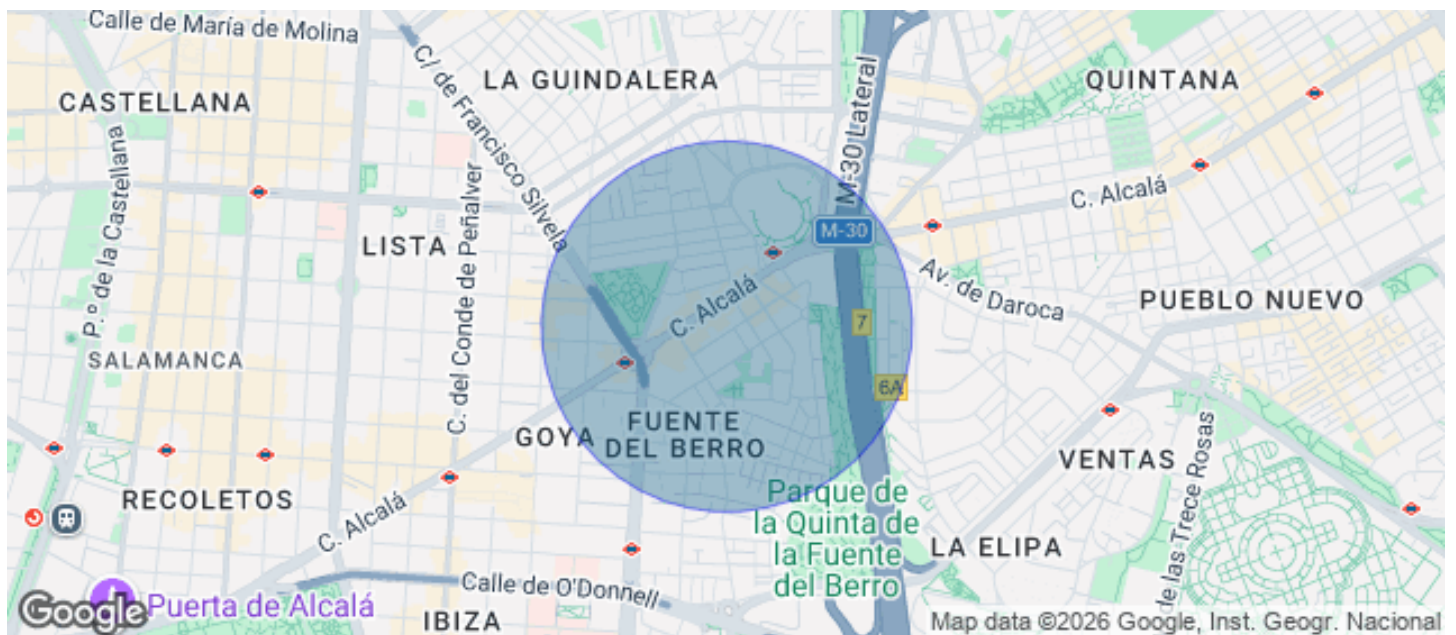 Calle de María de Molina
C/ de Francisco Silvela
LA GUINDALERA
M-30 Lateral
QUINTANA
CASTELLANA
P.º de la Castellana
C. del Conde de Peñalver
C. Alcalá
LISTA
M-30
Av. de Daroca
PUEBLO NUEVO
C. Alcalá
7
SALAMANCA
6A
FUENTE
DEL BERRO
GOYA
VENTAS
de las Trece Rosas
RECOLETOS
Parque de
la Quinta de
la Fuente
del Berro
C. Alcalá
LA ELIPA
Calle de O'Donnell
Puerta de Alcalá
IBIZA
Google
Map data ©2026 Google, Inst. Geogr. Nacional